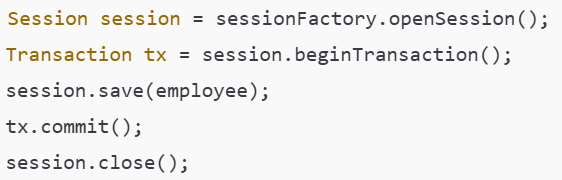 Session session = sessionFactory.openSession();
Transaction tx = session.beginTransaction();
session.save(employee);
tx.commit();
session.close();